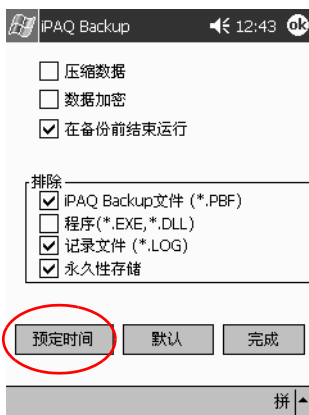 iPAQ Backup 12:43 ok
压缩数据
数据加密
在备份前结束运行
排除
iPAQ Backup文件 (*.PBF)
程序(*.EXE,*.DLL)
记录文件 (*.LOG)
永久性存储
预定时间 默认 完成
拼